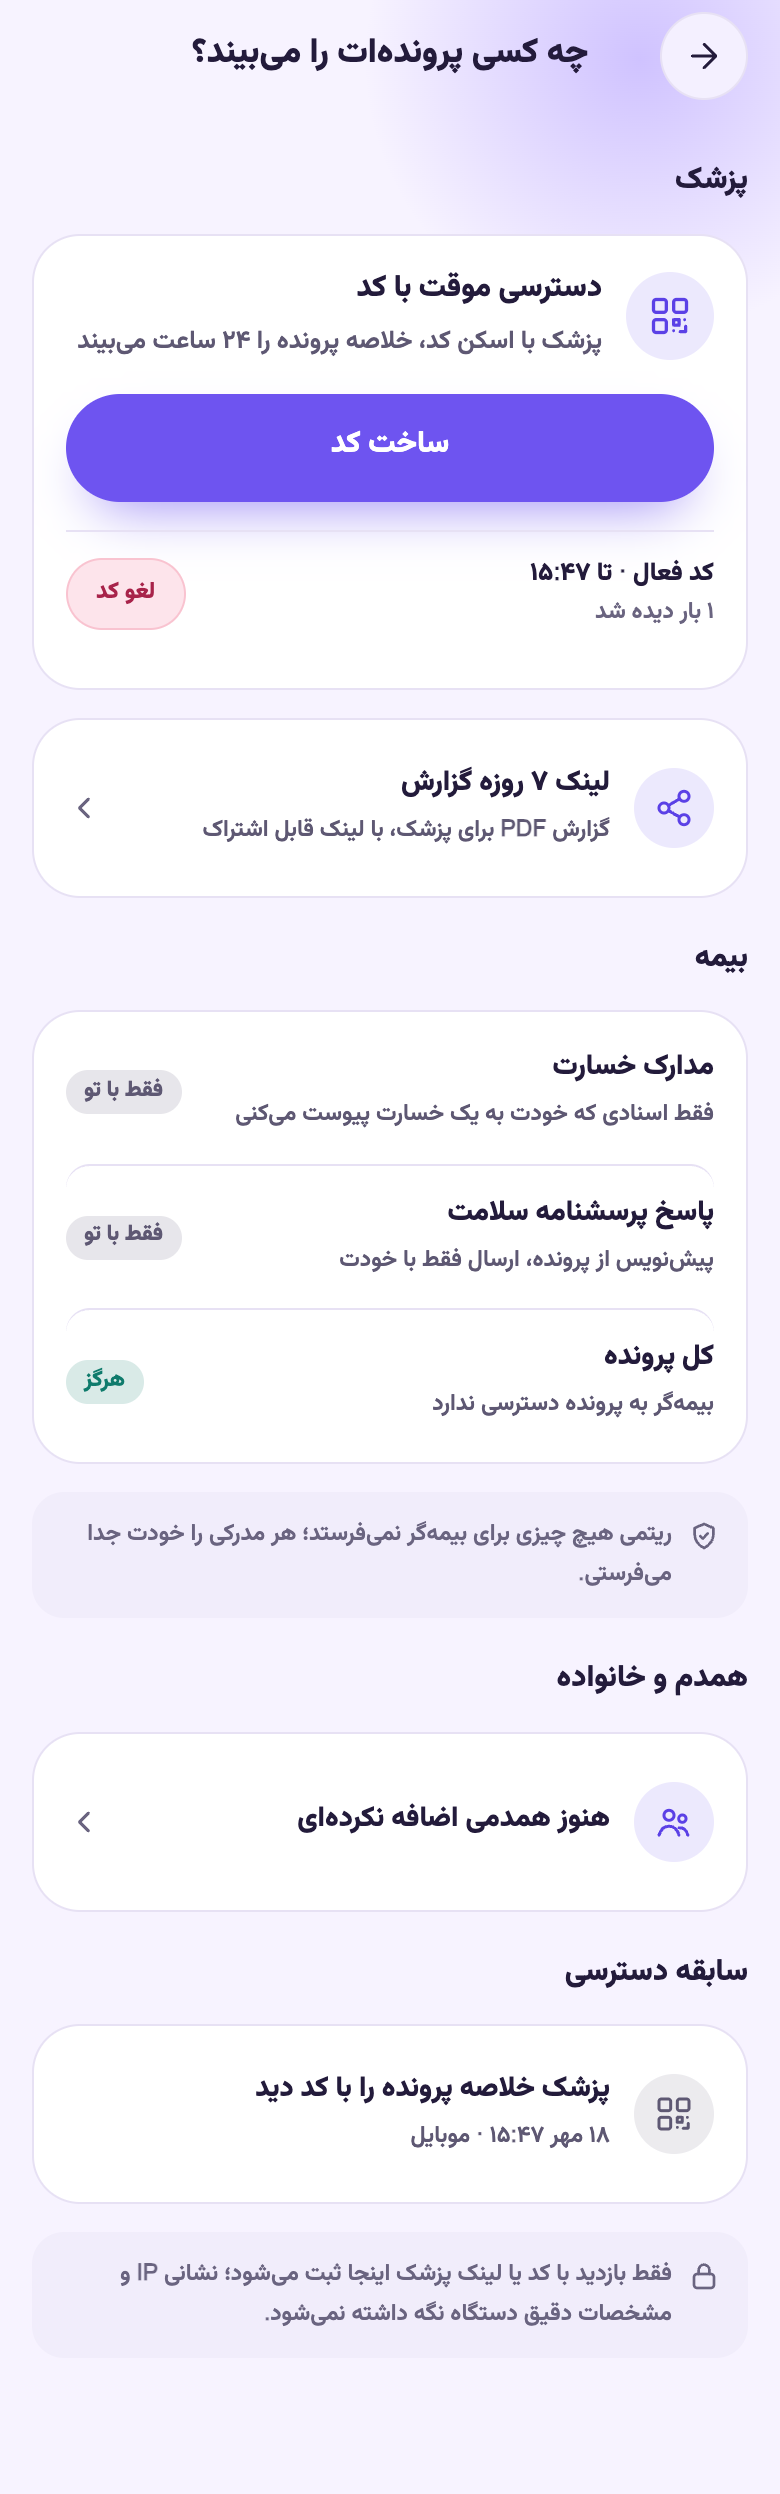 چه کسی پرونده‌ات را می‌بیند؟
پزشک
دسترسی موقت با کد
پزشک با اسکن کد، خلاصه پرونده را ۲۴ ساعت می‌بیند
ساخت کد
کد فعال · تا ۱۵:۴۷
۱ بار دیده شد
لغو کد
لینک ۷ روزه گزارش
گزارش PDF برای پزشک، با لینک قابل اشتراک
بیمه
مدارک خسارت
فقط اسنادی که خودت به یک خسارت پیوست می‌کنی
فقط با تو
پاسخ پرسشنامه سلامت
پیش‌نویس از پرونده، ارسال فقط با خودت
فقط با تو
کل پرونده
بیمه‌گر به پرونده دسترسی ندارد
هرگز
ریتمی هیچ چیزی برای بیمه‌گر نمی‌فرستد؛ هر مدرکی را خودت جدا
می‌فرستی.
همدم و خانواده
هنوز همدمی اضافه نکرده‌ای
سابقه دسترسی
پزشک خلاصه پرونده را با کد دید
۱۸ مهر ۱۵:۴۷ · موبایل
فقط بازدید با کد یا لینک پزشک اینجا ثبت می‌شود؛ نشانی IP و
مشخصات دقیق دستگاه نگه داشته نمی‌شود.